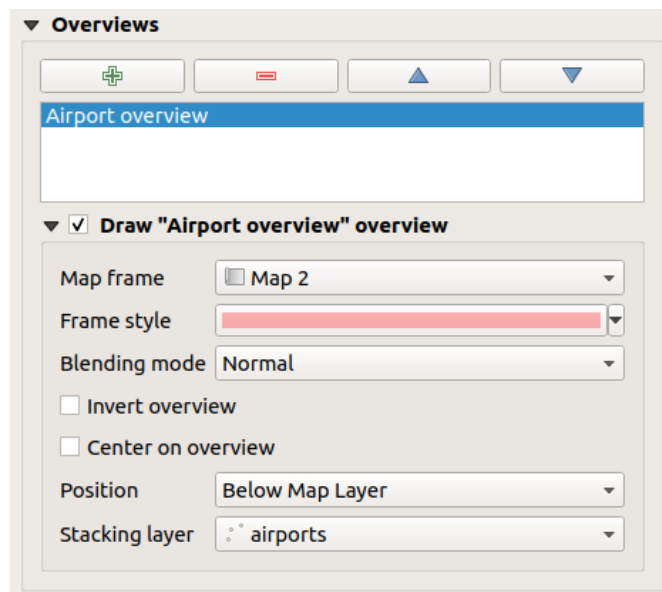 Overviews
Airport overview
Draw "Airport overview" overview
Map frame Map 2
Frame style
Blending mode Normal
Invert overview
Center on overview
Position Below Map Layer
Stacking layer airports